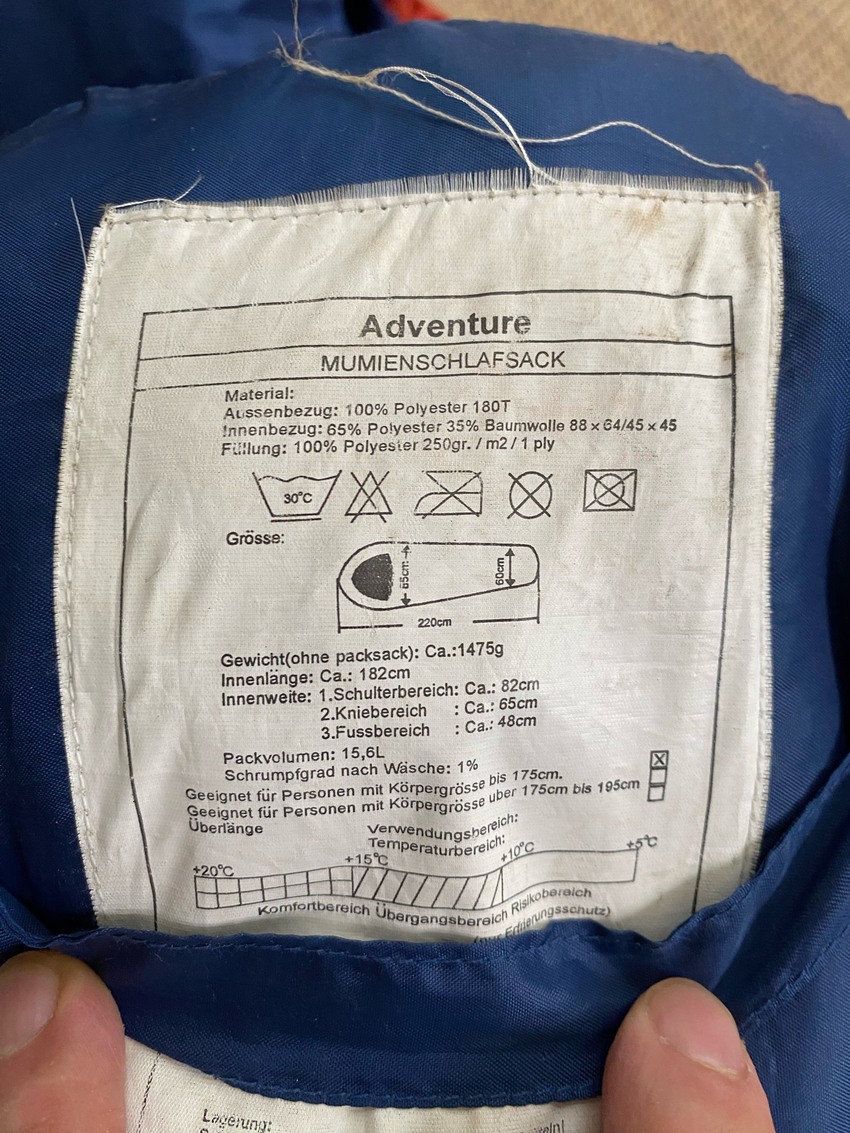 Adventure
MUMIENSCHLAFSACK
Material:
Aussenbezug: 100% Polyester 180T
Innenbezug: 65% Polyester 35% Baumwolle 88 x 64/45 x 45
Füllung: 100% Polyester 250gr. / m2 / 1 ply
30°C
Grösse:
85cm
60cm
220cm
Gewicht(ohne packsack): Ca.:1475g
Innenlänge: Ca.: 182cm
Innenweite: 1.Schulterbereich: Ca.: 82cm
2.Kniebereich : Ca.: 65cm
3.Fussbereich : Ca.: 48cm
Packvolumen: 15,6L
Schrumpfgrad nach Wäsche: 1%
Geeignet für Personen mit Körpergrösse bis 175cm. X
Geeignet für Personen mit Körpergrösse uber 175cm bis 195cm
Überlänge
Verwendungsbereich:
Temperaturbereich:
+20°C +15°C +10°C +5°C
Komfortbereich Übergangsbereich Risikobereich
(nur Erfrierungsschutz)
Lagerung: